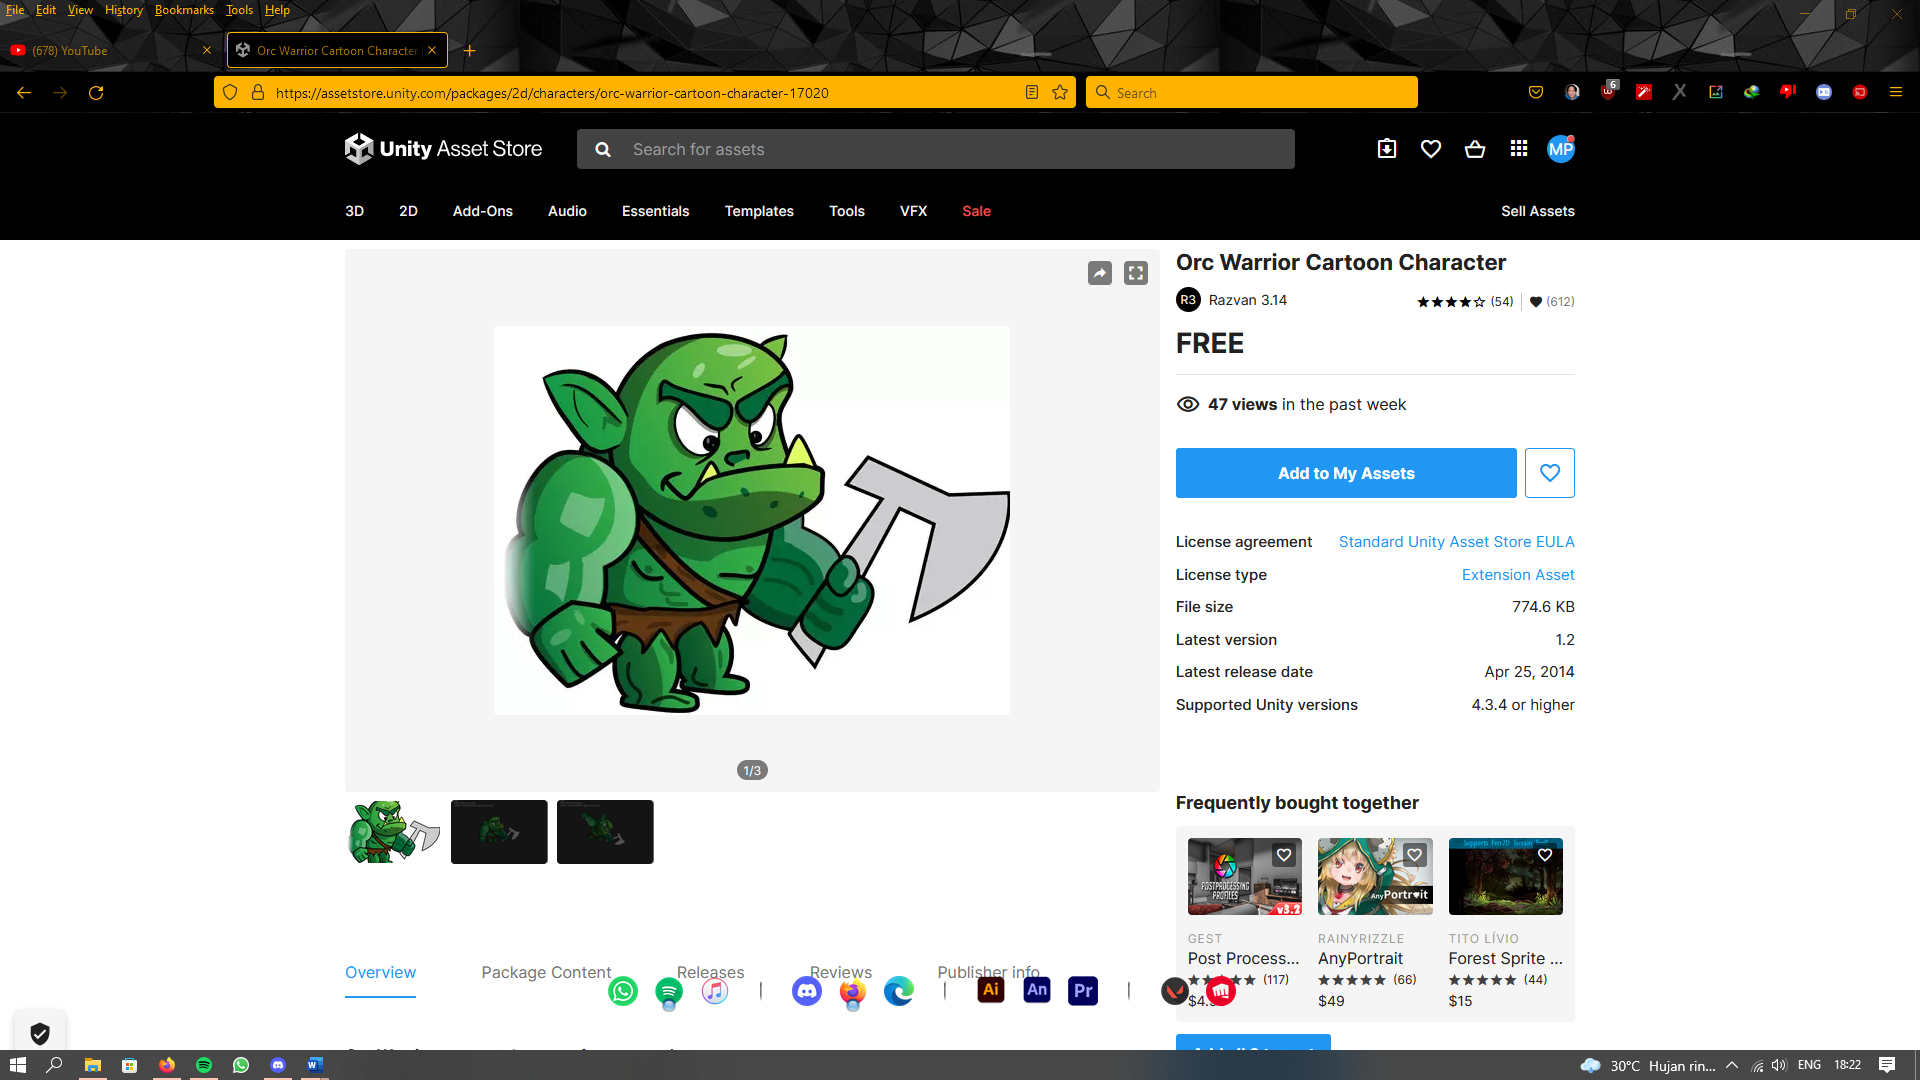 File Edit View History Bookmarks Tools Help
(678) YouTube
Orc Warrior Cartoon Character
https://assetstore.unity.com/packages/2d/characters/orc-warrior-cartoon-character-17020
Search
6
Unity Asset Store
Search for assets
MP
3D 2D Add-Ons Audio Essentials Templates Tools VFX Sale
Sell Assets
Orc Warrior Cartoon Character
R3 Razvan 3.14
(54) (612)
FREE
47 views in the past week
Add to My Assets
License agreement Standard Unity Asset Store EULA
License type Extension Asset
File size 774.6 KB
Latest version 1.2
Latest release date Apr 25, 2014
Supported Unity versions 4.3.4 or higher
1/3
Frequently bought together
POSTPROCESSING
PROFILES
v3.2
AnyPortrait
GEST
Post Process...
(117)
RAINYRIZZLE
AnyPortrait
(66)
$49
TITO LÍVIO
Forest Sprite ...
(44)
$15
Overview Package Content Releases Reviews Publisher info
Ai An Pr
30°C Hujan rin...
ENG
18:22